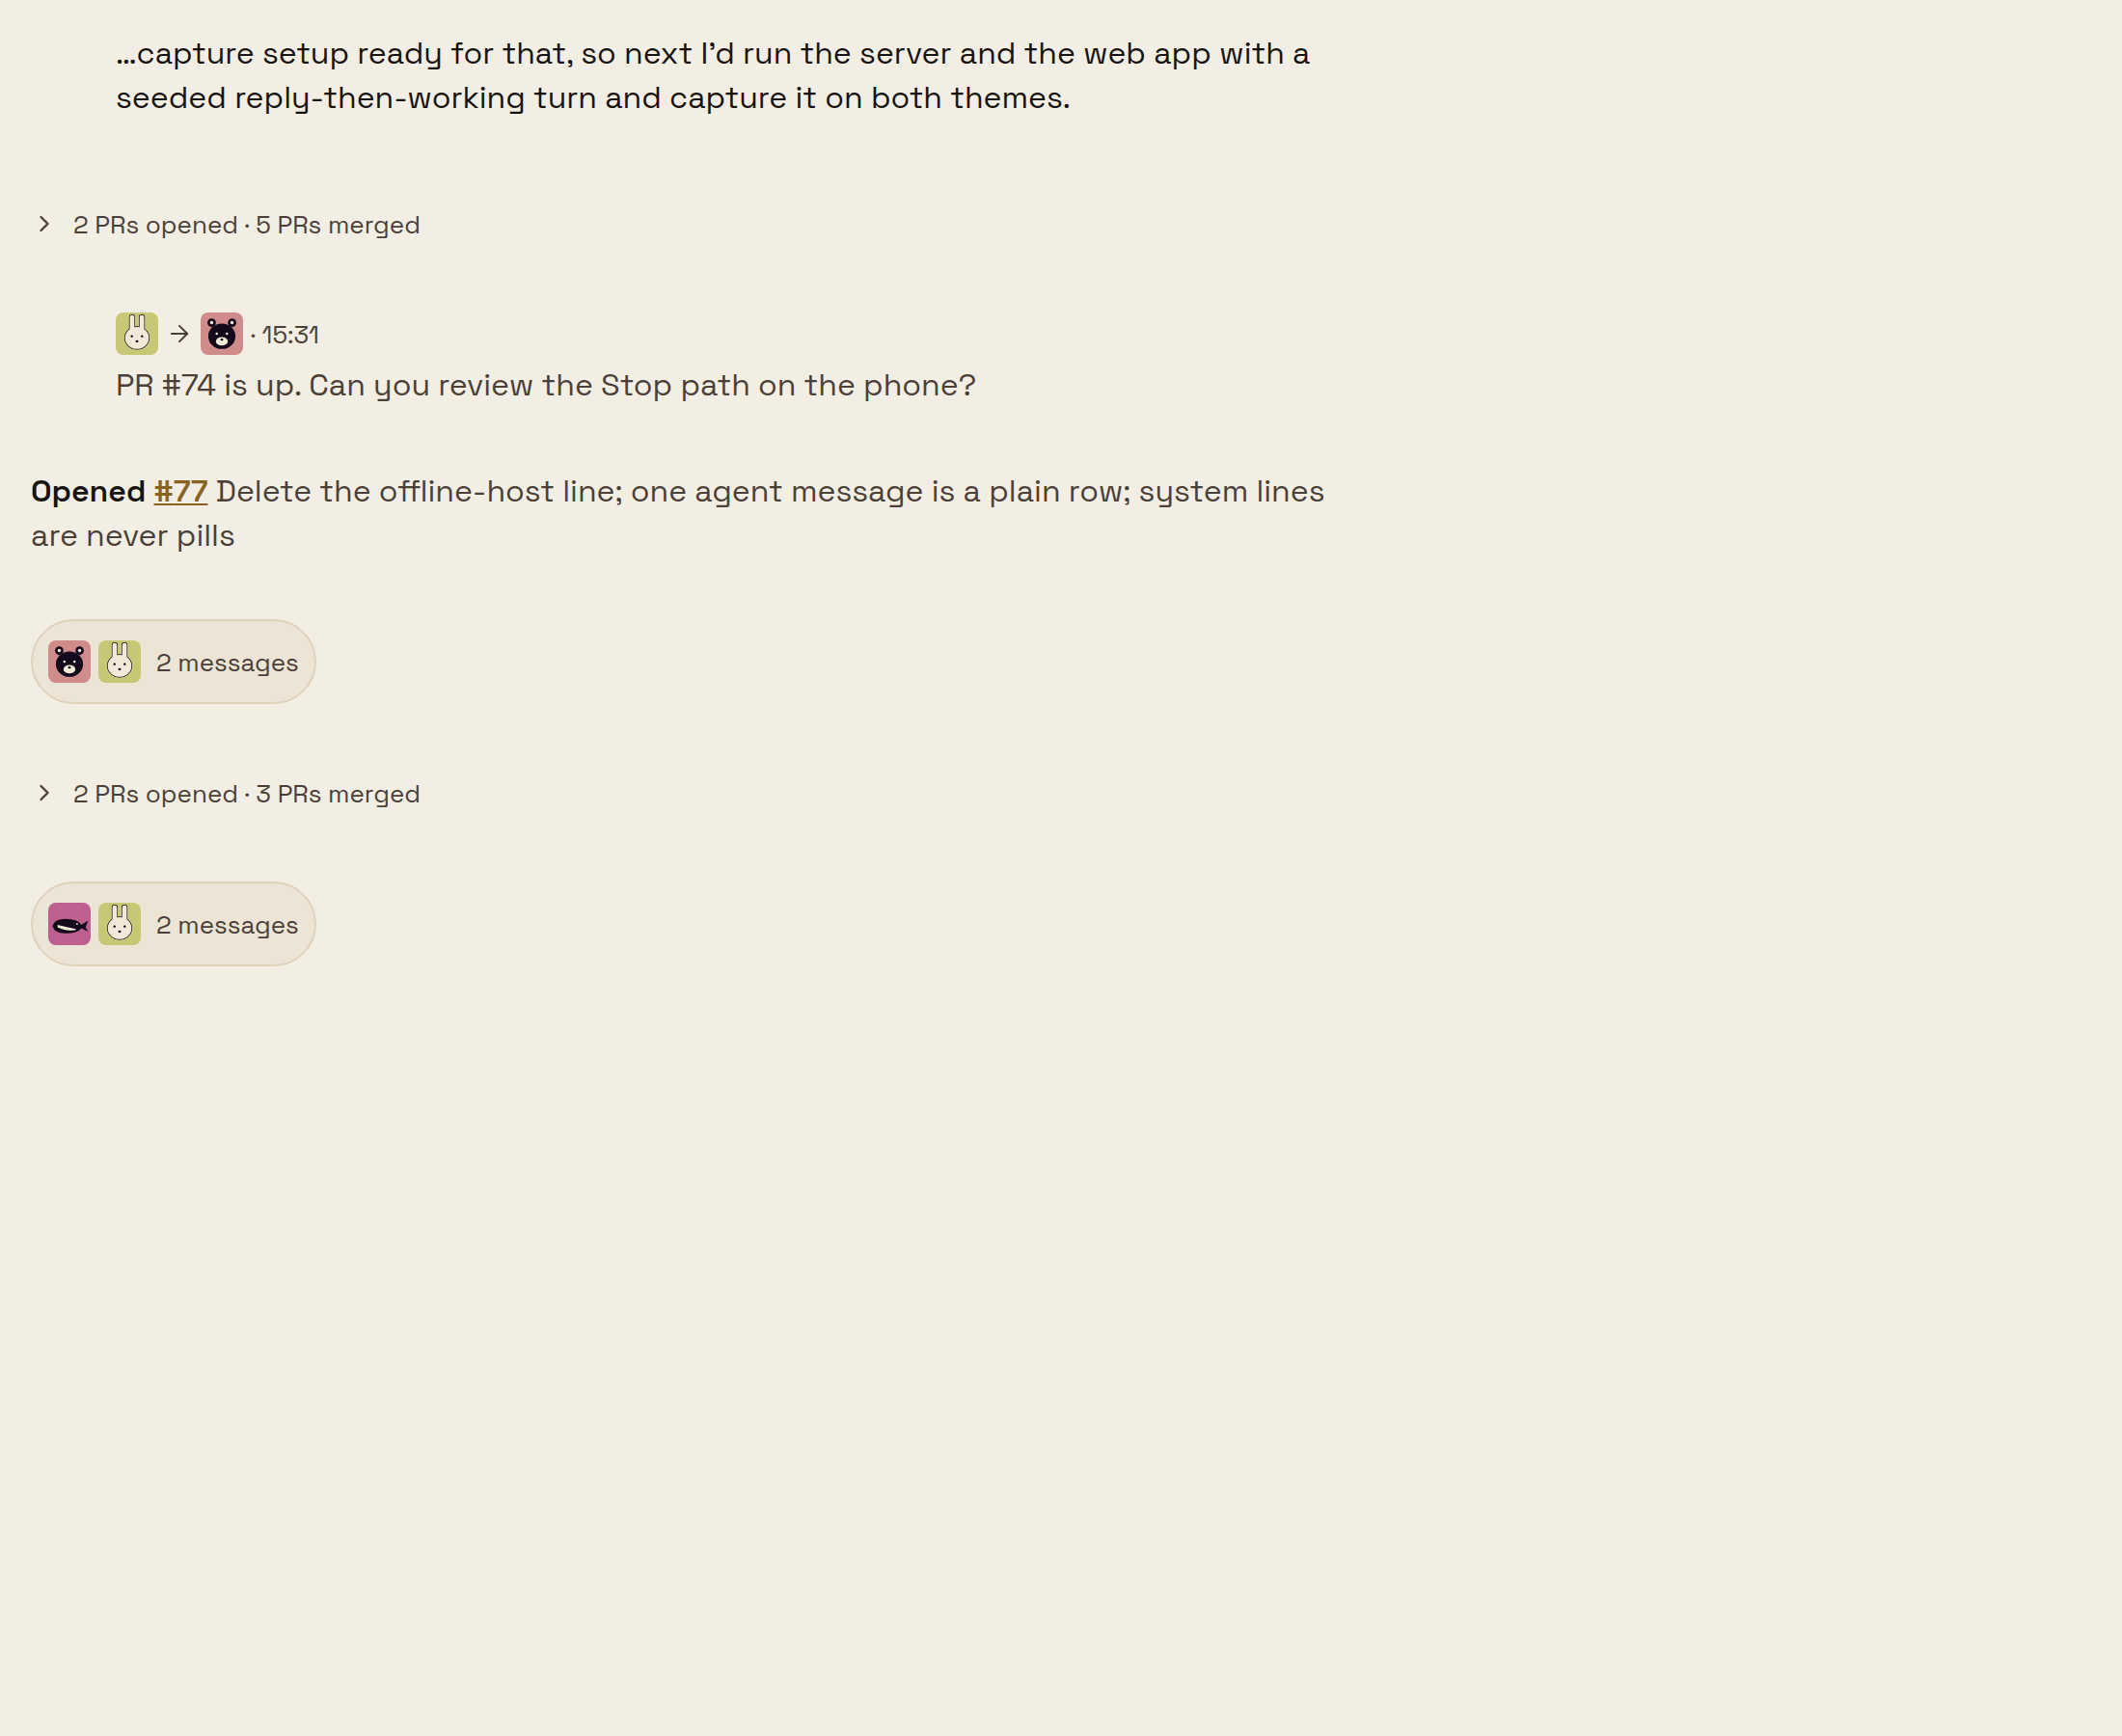 …capture setup ready for that, so next I’d run the server and the web app with a
seeded reply-then-working turn and capture it on both themes.
2 PRs opened · 5 PRs merged
· 15:31
PR #74 is up. Can you review the Stop path on the phone?
Opened #77 Delete the offline-host line; one agent message is a plain row; system lines
are never pills
2 messages
2 PRs opened · 3 PRs merged
2 messages